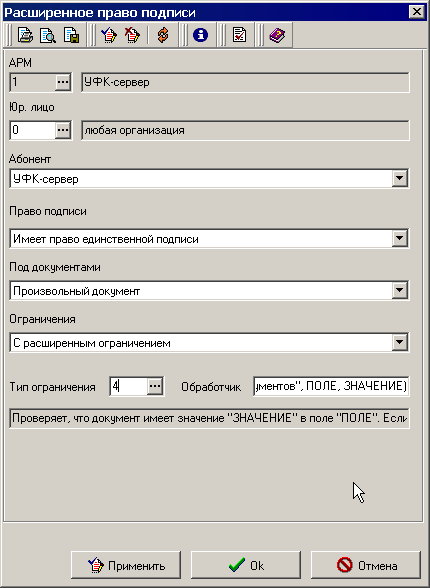 Расширенное право подписи
АРМ
1 ... УФК-сервер
Юр. лицо
0 ... любая организация
Абонент
УФК-сервер
Право подписи
Имеет право единственной подписи
Под документами
Произвольный документ
Ограничения
С расширенным ограничением
Тип ограничения 4 ... Обработчик ументов", ПОЛЕ, ЗНАЧЕНИЕ)
Проверяет, что документ имеет значение "ЗНАЧЕНИЕ" в поле "ПОЛЕ". Если
Применить Ok Отмена